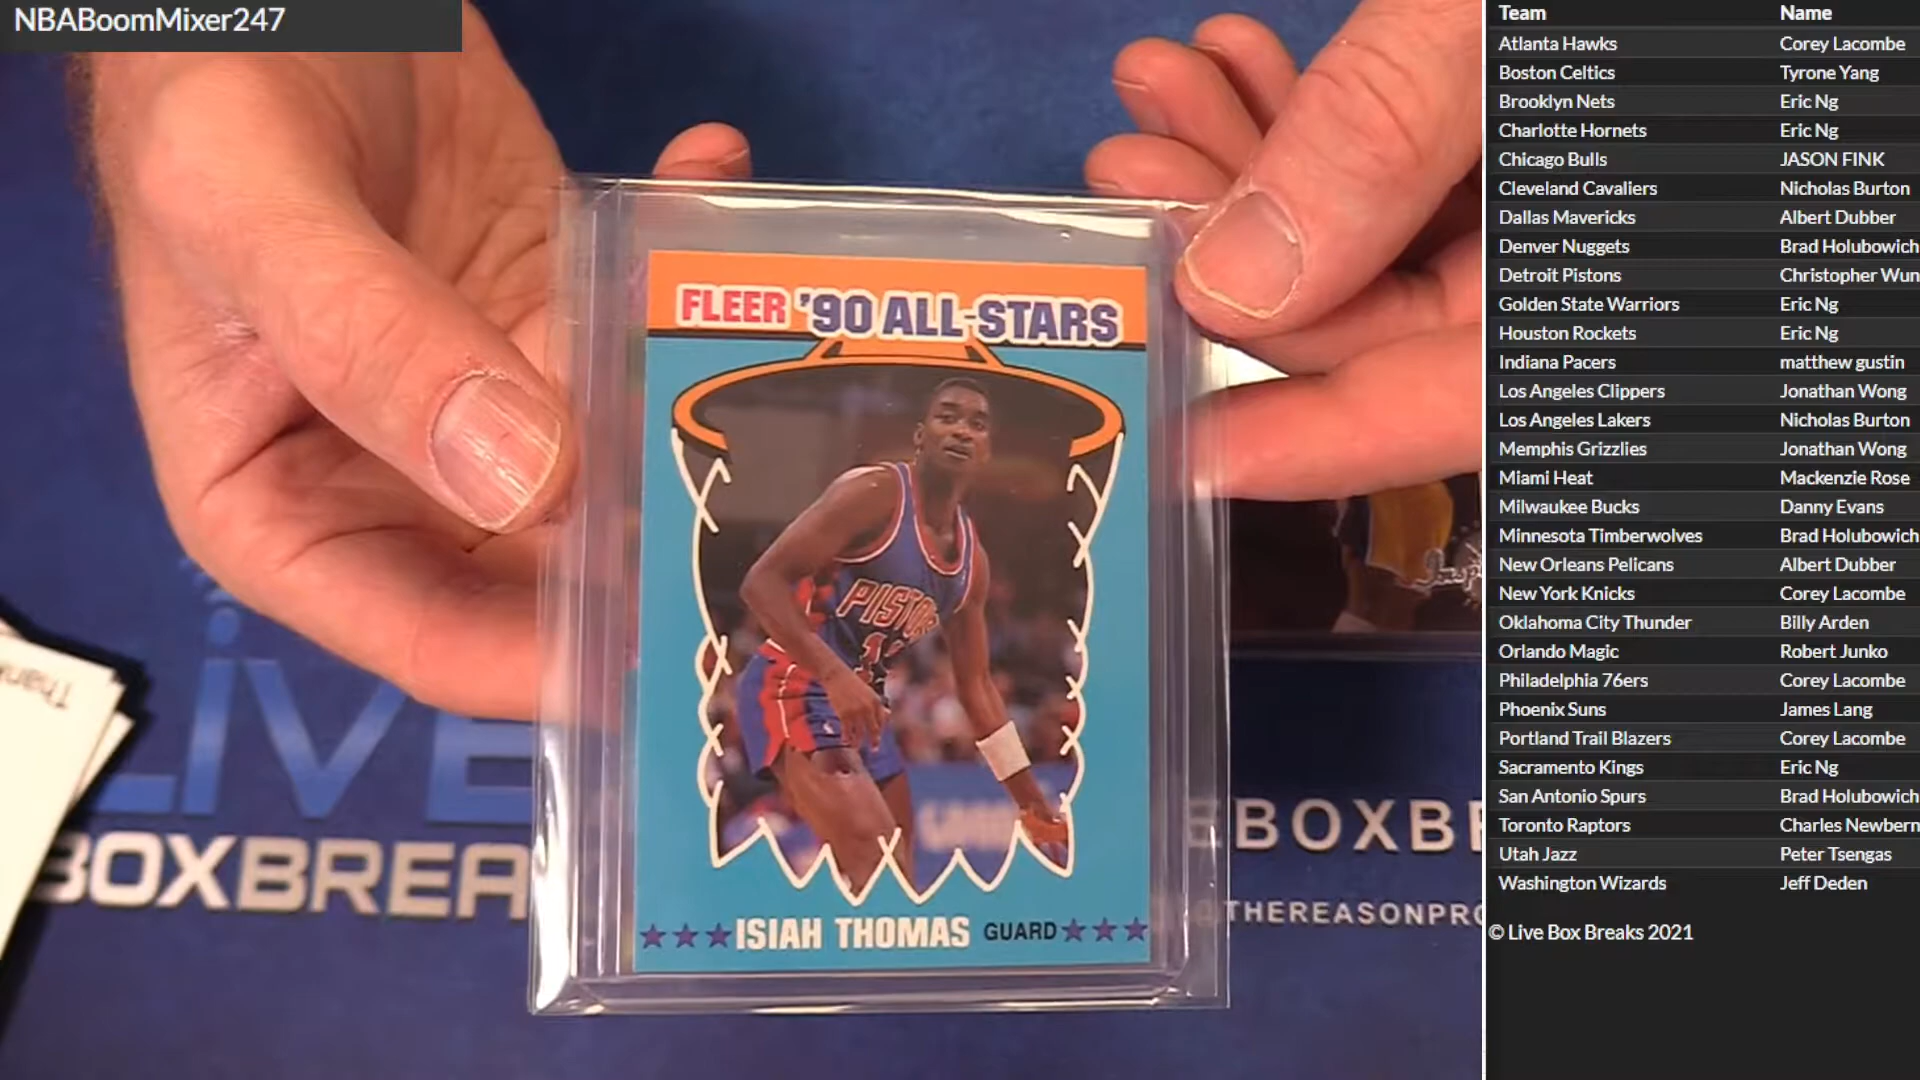 NBABoomMixer247
FLEER '90 ALL-STARS
PISTO
ISIAH THOMAS GUARD
LIVE
BOXBREA
BOXB
THEREASONPRO
Team Name
Atlanta Hawks Corey Lacombe
Boston Celtics Tyrone Yang
Brooklyn Nets Eric Ng
Charlotte Hornets Eric Ng
Chicago Bulls JASON FINK
Cleveland Cavaliers Nicholas Burton
Dallas Mavericks Albert Dubber
Denver Nuggets Brad Holubowich
Detroit Pistons Christopher Wun
Golden State Warriors Eric Ng
Houston Rockets Eric Ng
Indiana Pacers matthew gustin
Los Angeles Clippers Jonathan Wong
Los Angeles Lakers Nicholas Burton
Memphis Grizzlies Jonathan Wong
Miami Heat Mackenzie Rose
Milwaukee Bucks Danny Evans
Minnesota Timberwolves Brad Holubowich
New Orleans Pelicans Albert Dubber
New York Knicks Corey Lacombe
Oklahoma City Thunder Billy Arden
Orlando Magic Robert Junko
Philadelphia 76ers Corey Lacombe
Phoenix Suns James Lang
Portland Trail Blazers Corey Lacombe
Sacramento Kings Eric Ng
San Antonio Spurs Brad Holubowich
Toronto Raptors Charles Newbern
Utah Jazz Peter Tsengas
Washington Wizards Jeff Deden
© Live Box Breaks 2021